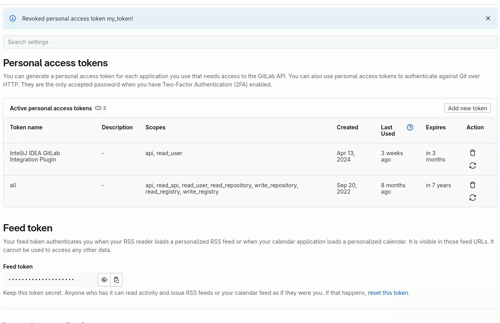 Revoked personal access token my_token!
Search settings
Personal access tokens
You can generate a personal access token for each application you use that needs access to the GitLab API. You can also use personal access tokens to authenticate against Git over
HTTP. They are the only accepted password when you have Two-Factor Authentication (2FA) enabled.
Active personal access tokens 2 Add new token
Token name Description Scopes Created Last Used Expires Action
IntelliJ IDEA GitLab Integration Plugin - api, read_user Apr 13, 2024 3 weeks ago in 3 months
all - api, read_api, read_user, read_repository, write_repository, read_registry, write_registry Sep 20, 2022 8 months ago in 7 years
Feed token
Your feed token authenticates you when your RSS reader loads a personalized RSS feed or when your calendar application loads a personalized calendar. It is visible in those feed URLs. It
cannot be used to access any other data.
Feed token
Keep this token secret. Anyone who has it can read activity and issue RSS feeds or your calendar feed as if they were you. If that happens, reset this token.